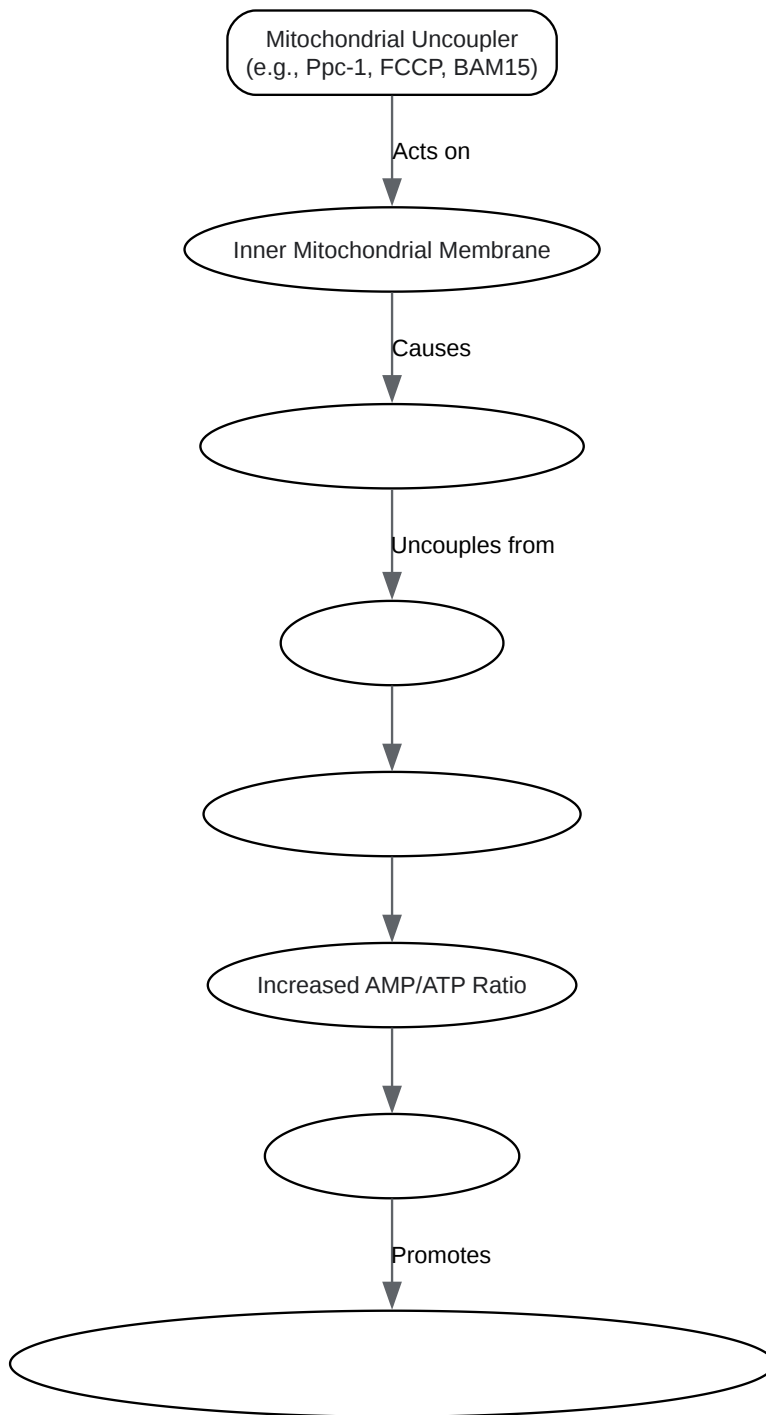 Mitochondrial Uncoupler
(e.g., Ppc-1, FCCP, BAM15)
Acts on
Inner Mitochondrial Membrane
Causes
Uncouples from
Increased AMP/ATP Ratio
Promotes